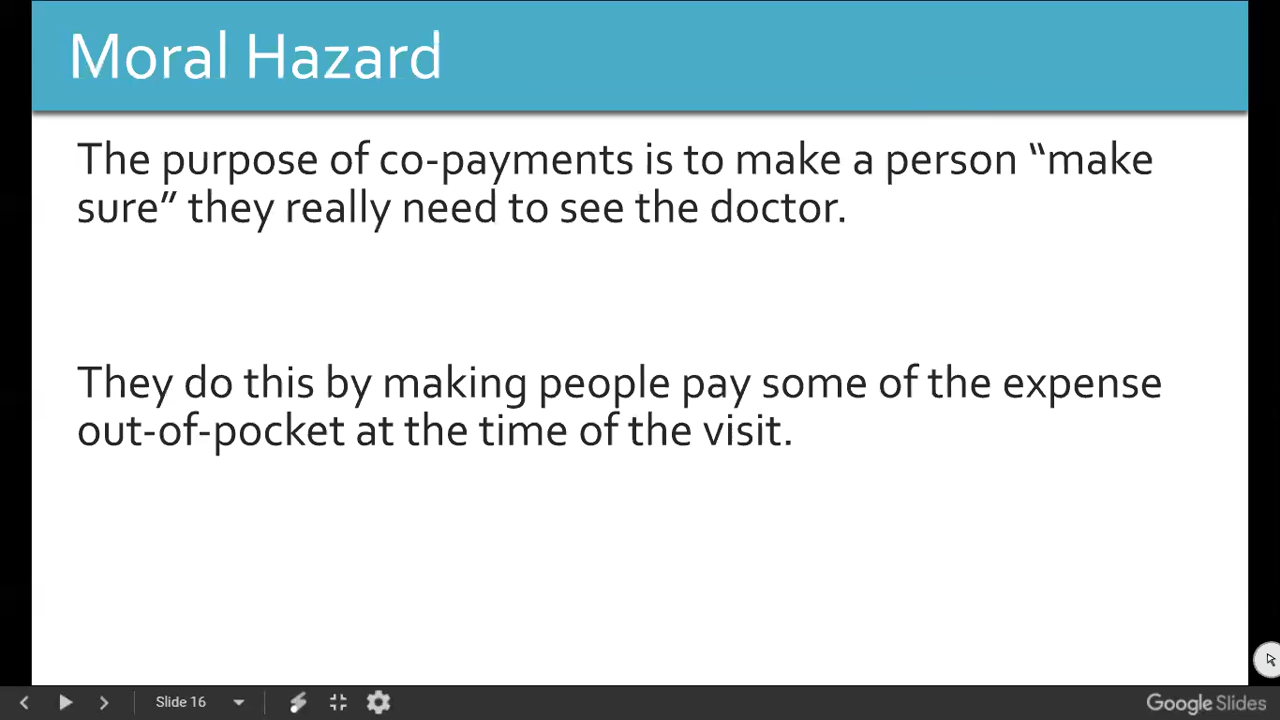 Moral Hazard
The purpose of co-payments is to make a person “make
sure” they really need to see the doctor.
They do this by making people pay some of the expense
out-of-pocket at the time of the visit.
Slide 16
Google Slides